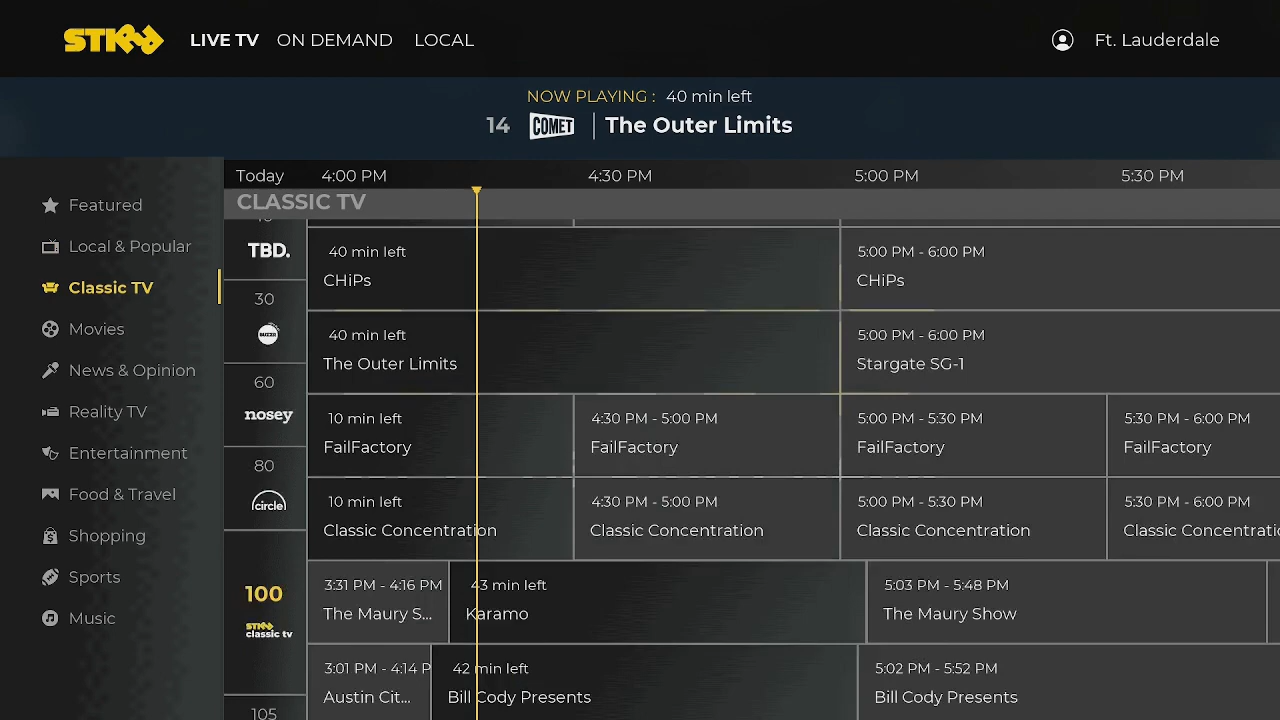 STIRR LIVE TV ON DEMAND LOCAL Ft. Lauderdale
NOW PLAYING : 40 min left
14 COMET The Outer Limits
Today 4:00 PM 4:30 PM 5:00 PM 5:30 PM
CLASSIC TV
Featured
Local & Popular
Classic TV
Movies
News & Opinion
Reality TV
Entertainment
Food & Travel
Shopping
Sports
Music
TBD.
30
BUZZR
60
nosey
80
circle
100
STIRR
classic tv
105
40 min left 5:00 PM - 6:00 PM
CHiPs CHiPs
40 min left 5:00 PM - 6:00 PM
The Outer Limits Stargate SG-1
10 min left 4:30 PM - 5:00 PM 5:00 PM - 5:30 PM 5:30 PM - 6:00 PM
FailFactory FailFactory FailFactory FailFactory
10 min left 4:30 PM - 5:00 PM 5:00 PM - 5:30 PM 5:30 PM - 6:00 PM
Classic Concentration Classic Concentration Classic Concentration Classic Concentratio
3:31 PM - 4:16 PM 43 min left 5:03 PM - 5:48 PM
The Maury S... Karamo The Maury Show
3:01 PM - 4:14 P 42 min left 5:02 PM - 5:52 PM
Austin Cit... Bill Cody Presents Bill Cody Presents